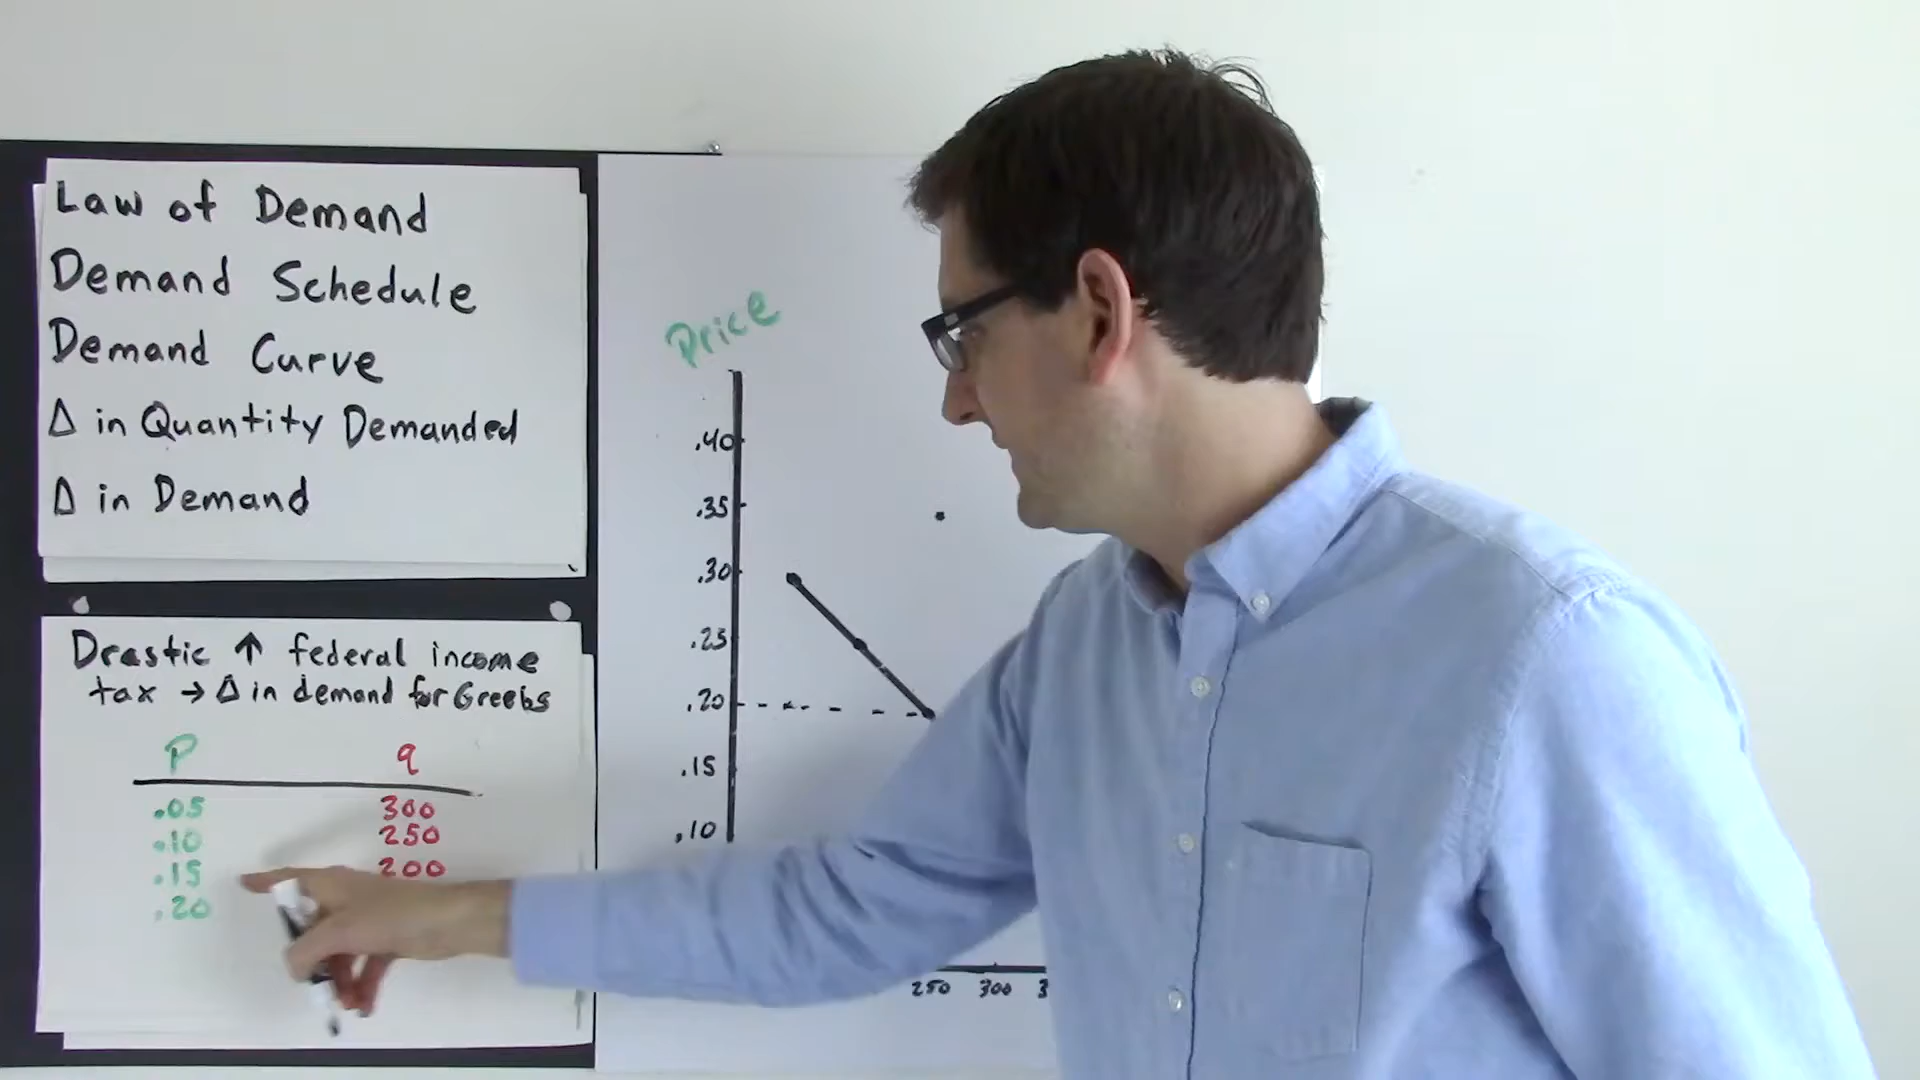 Law of Demand
Demand Schedule
Demand Curve
Δ in Quantity Demanded
Δ in Demand
Drastic ↑ federal income
tax → Δ in demand for Greebs
P q
.05 300
.10 250
.15 200
.20
Price
.40
.35
.30
.25
.20
.15
.10
250 300